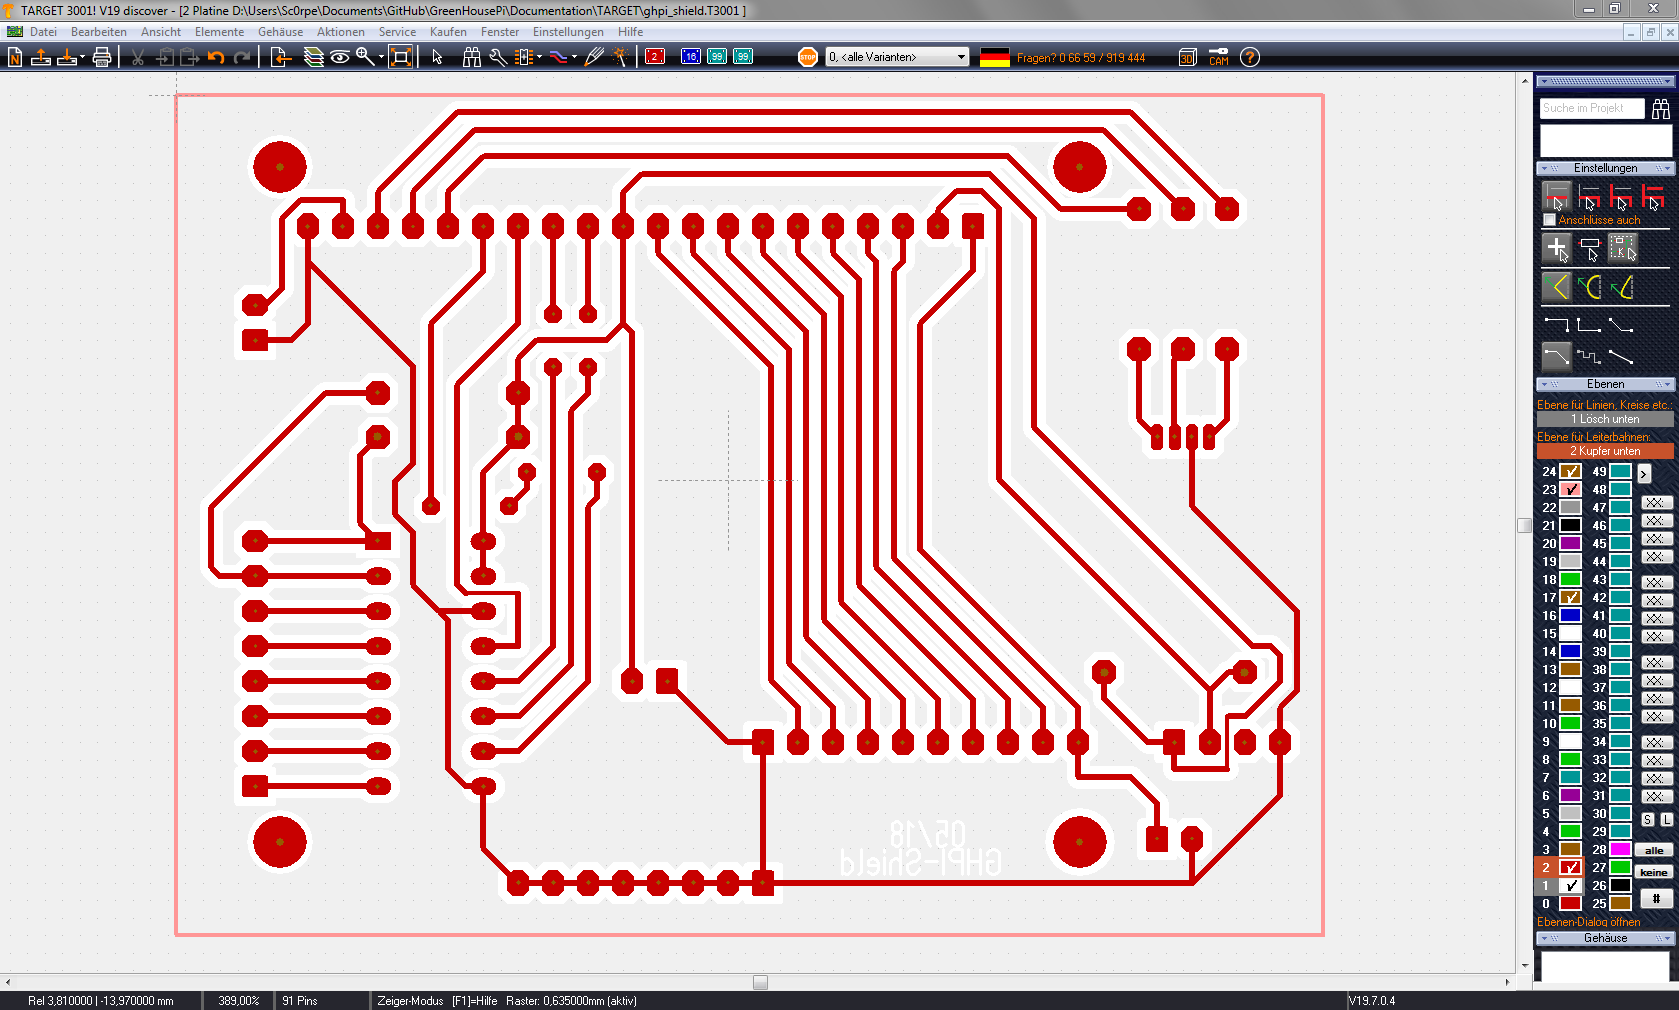 TARGET 3001! V19 discover - [2 Platine D:\Users\Sc0rpe\Documents\GitHub\GreenHousePi\Documentation\TARGET\ghpi_shield.T3001 ]
Datei Bearbeiten Ansicht Elemente Gehäuse Aktionen Service Kaufen Fenster Einstellungen Hilfe
2 16 99 99 STOP 0, <alle Varianten> Fragen? 0 66 59 / 919 444 3D CAM ?
Suche im Projekt
Einstellungen
Anschlüsse auch
Ebenen
Ebene für Linien, Kreise etc.:
1 Lösch unten
Ebene für Leiterbahnen:
2 Kupfer unten
24 49 >
23 48
22 47
21 46
20 45
19 44
18 43
17 42
16 41
15 40
14 39
13 38
12 37
11 36
10 35
9 34
8 33
7 32
6 31
5 30 S L
4 29
3 28 alle
2 27 keine
1 26 #
0 25
Ebenen-Dialog öffnen
Gehäuse
05/18
GHPI-Shield
Rel 3,810000 | -13,970000 mm 389,00% 91 Pins Zeiger-Modus [F1]=Hilfe Raster: 0,635000mm (aktiv) V19.7.0.4